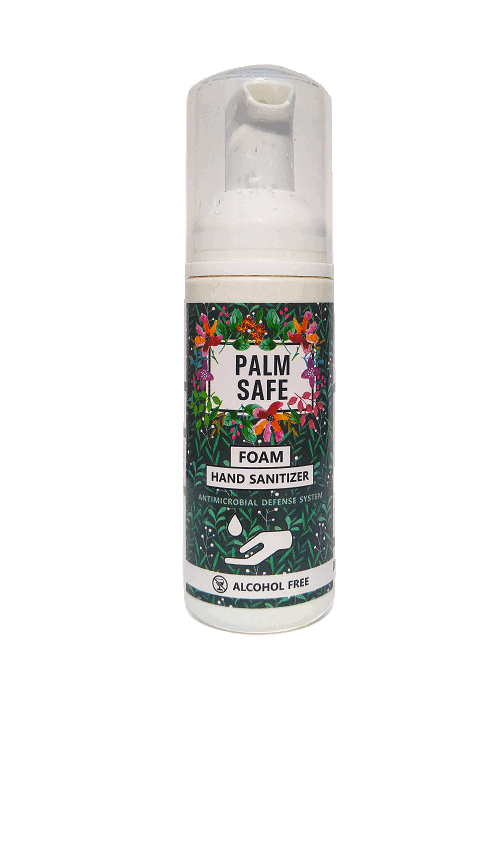 PALM
SAFE
FOAM
HAND SANITIZER
ANTIMICROBIAL DEFENSE SYSTEM
ALCOHOL FREE